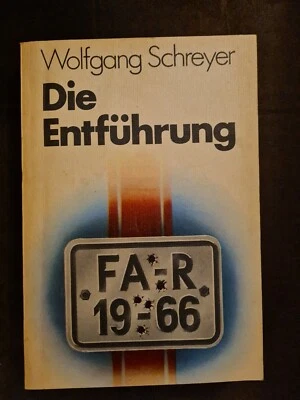 Wolfgang Schreyer
Die
Entführung
FA-R
19-66